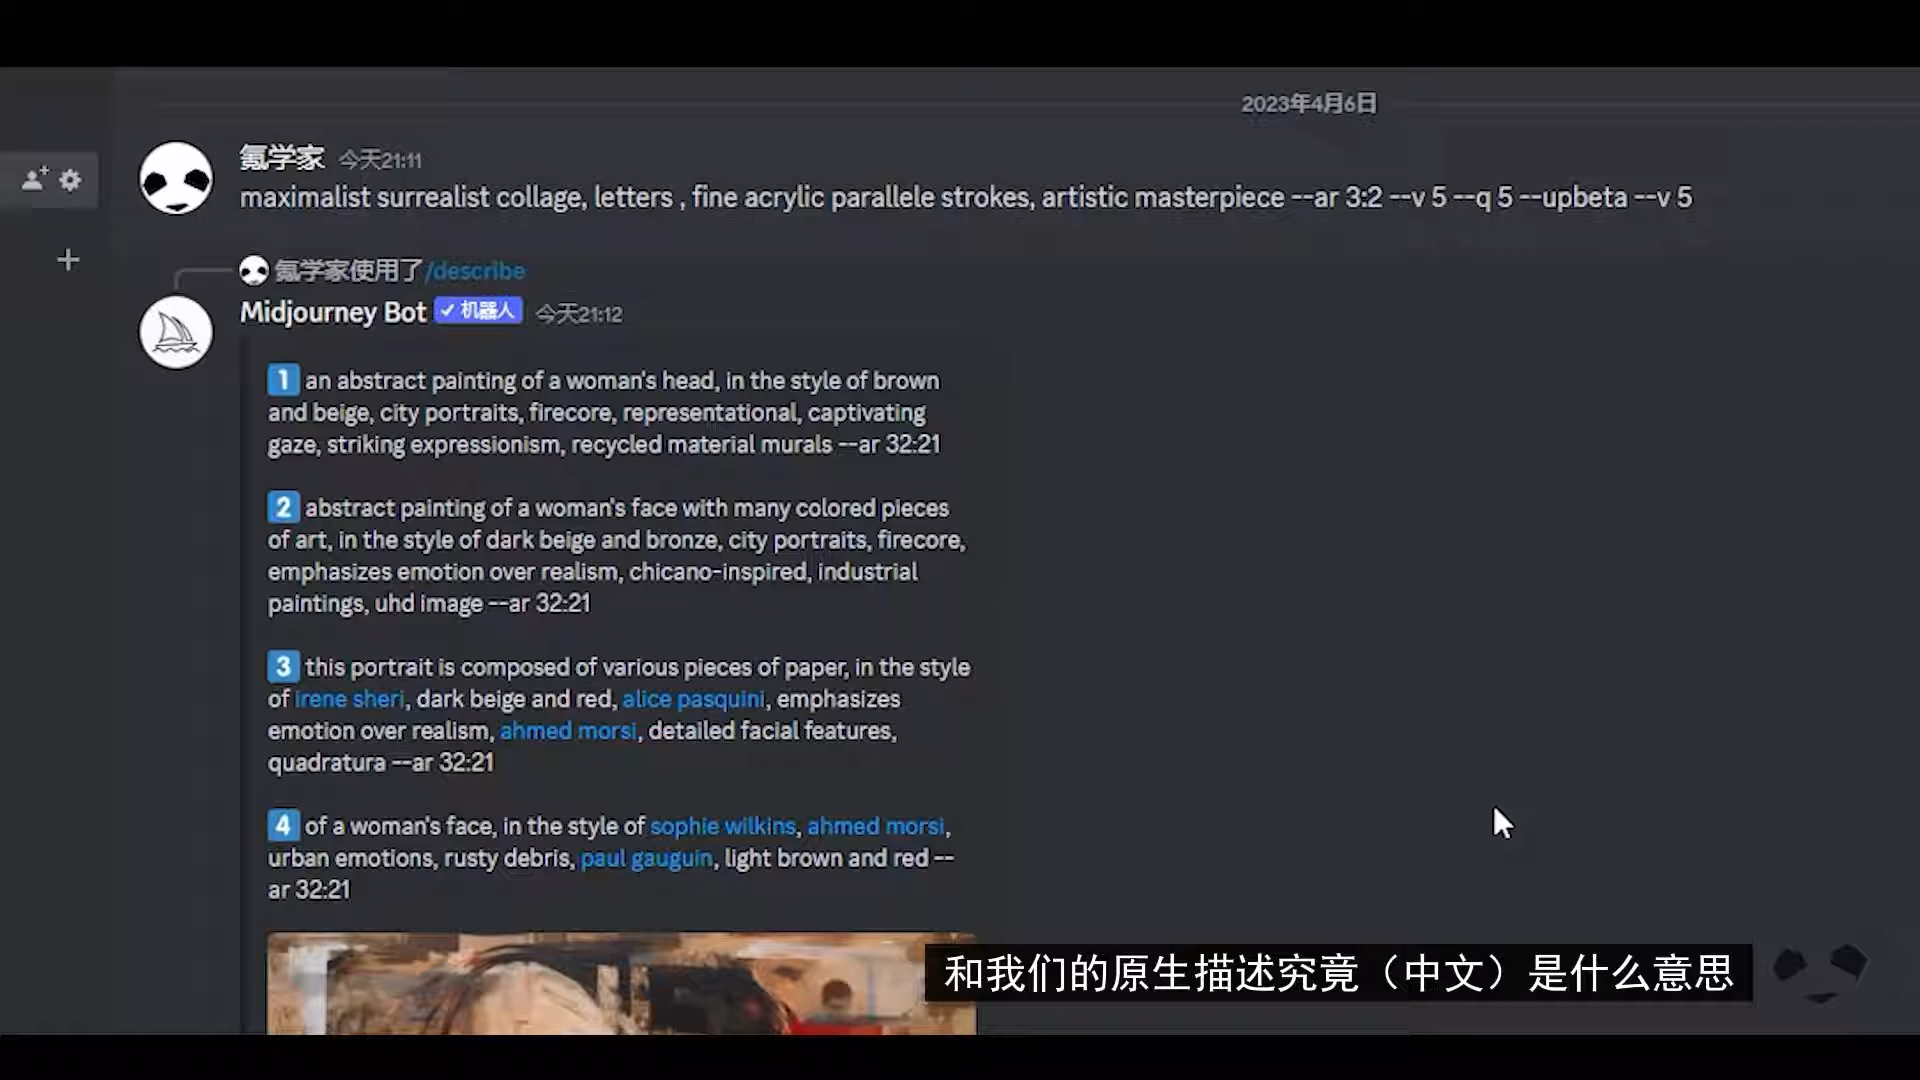 2023年4月6日
氪学家 今天21:11
maximalist surrealist collage, letters , fine acrylic parallele strokes, artistic masterpiece --ar 3:2 --v 5 --q 5 --upbeta --v 5
氪学家使用了/describe
Midjourney Bot ✓ 机器人 今天21:12
1 an abstract painting of a woman's head, in the style of brown
and beige, city portraits, firecore, representational, captivating
gaze, striking expressionism, recycled material murals --ar 32:21
2 abstract painting of a woman's face with many colored pieces
of art, in the style of dark beige and bronze, city portraits, firecore,
emphasizes emotion over realism, chicano-inspired, industrial
paintings, uhd image --ar 32:21
3 this portrait is composed of various pieces of paper, in the style
of irene sheri, dark beige and red, alice pasquini, emphasizes
emotion over realism, ahmed morsi, detailed facial features,
quadratura --ar 32:21
4 of a woman's face, in the style of sophie wilkins, ahmed morsi,
urban emotions, rusty debris, paul gauguin, light brown and red --
ar 32:21
和我们的原生描述究竟（中文）是什么意思